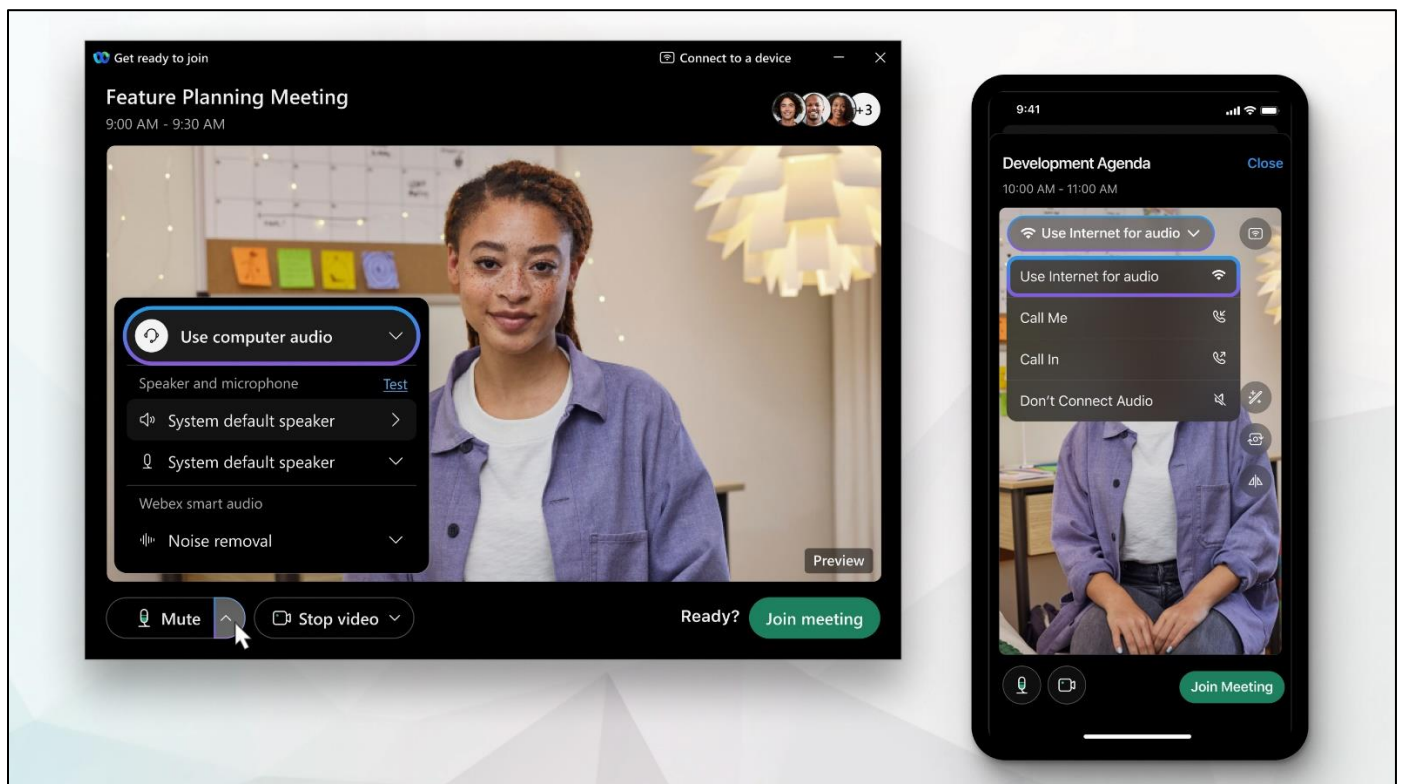 Get ready to join
Connect to a device
Feature Planning Meeting
9:00 AM - 9:30 AM
+3
Use computer audio
Speaker and microphone Test
System default speaker
System default speaker
Webex smart audio
Noise removal
Preview
Mute
Stop video
Ready?
Join meeting
9:41
Development Agenda
Close
10:00 AM - 11:00 AM
Use Internet for audio
Use Internet for audio
Call Me
Call In
Don't Connect Audio
Join Meeting